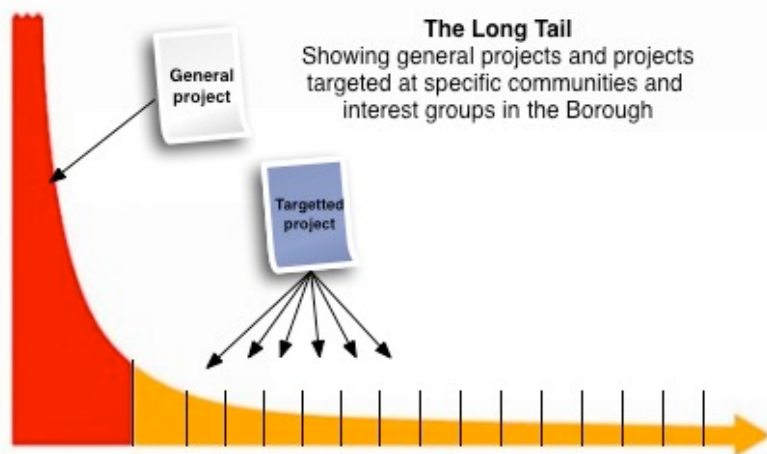 The Long Tail
Showing general projects and projects
targeted at specific communities and
interest groups in the Borough
General
project
Targetted
project